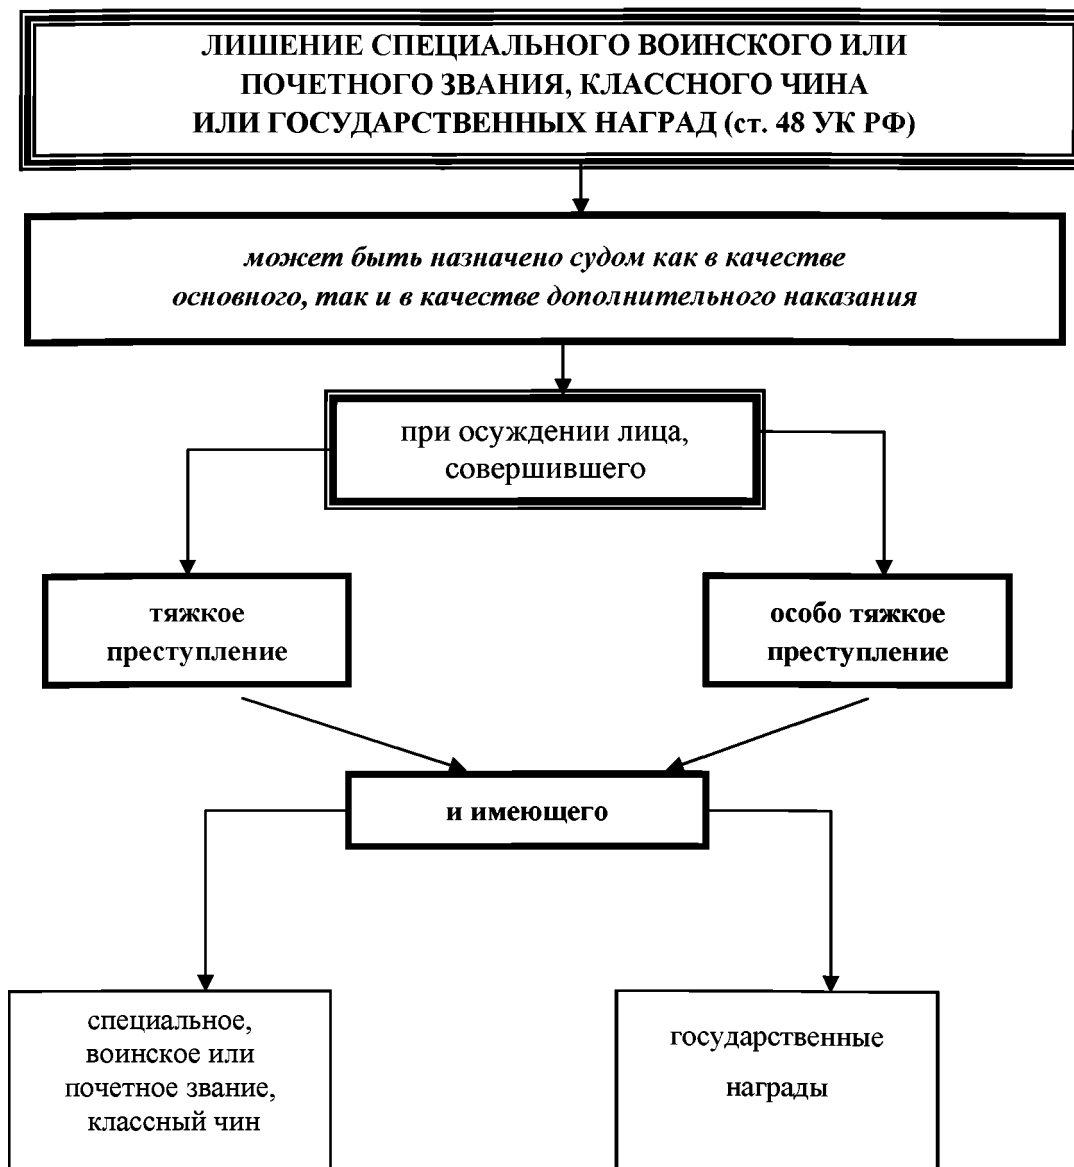 ЛИШЕНИЕ СПЕЦИАЛЬНОГО ВОИНСКОГО ИЛИ
ПОЧЕТНОГО ЗВАНИЯ, КЛАССНОГО ЧИНА
ИЛИ ГОСУДАРСТВЕННЫХ НАГРАД (ст. 48 УК РФ)
может быть назначено судом как в качестве
основного, так и в качестве дополнительного наказания
при осуждении лица,
совершившего
тяжкое
преступление
особо тяжкое
преступление
и имеющего
специальное,
воинское или
почетное звание,
классный чин
государственные
награды